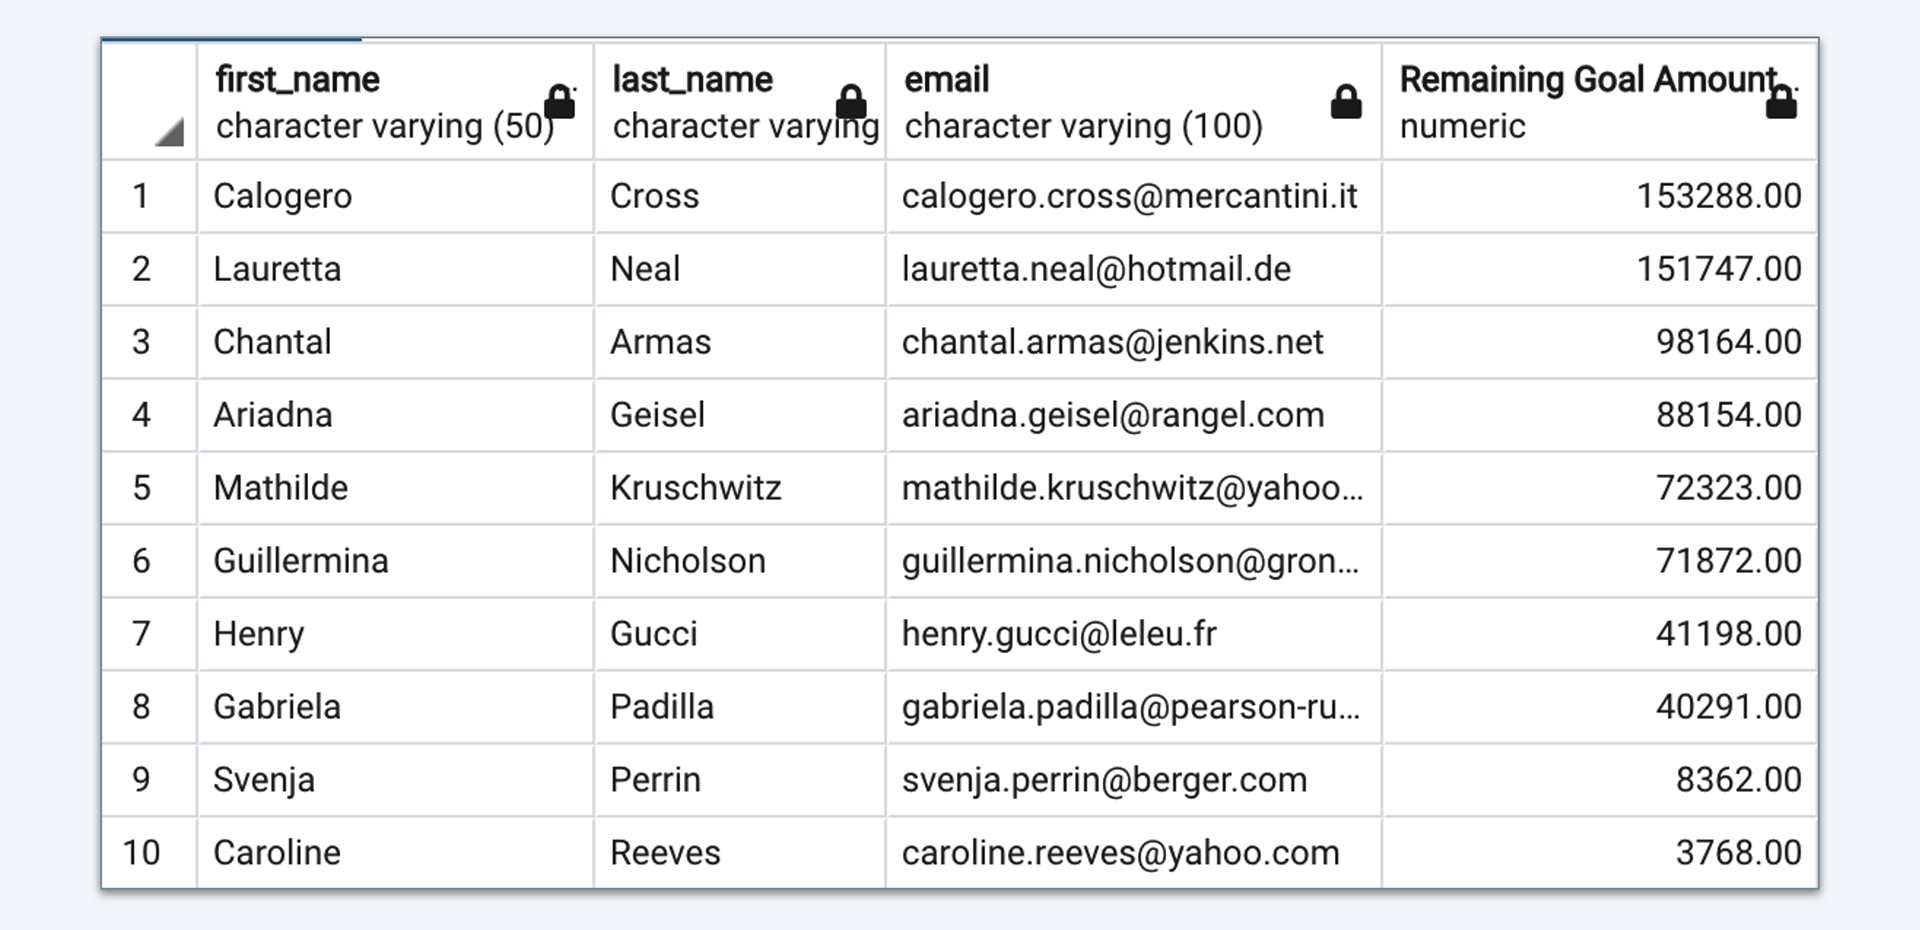 first_name last_name email Remaining Goal Amount
character varying (50) character varying character varying (100) numeric
1 Calogero Cross calogero.cross@mercantini.it 153288.00
2 Lauretta Neal lauretta.neal@hotmail.de 151747.00
3 Chantal Armas chantal.armas@jenkins.net 98164.00
4 Ariadna Geisel ariadna.geisel@rangel.com 88154.00
5 Mathilde Kruschwitz mathilde.kruschwitz@yahoo... 72323.00
6 Guillermina Nicholson guillermina.nicholson@gron... 71872.00
7 Henry Gucci henry.gucci@leleu.fr 41198.00
8 Gabriela Padilla gabriela.padilla@pearson-ru... 40291.00
9 Svenja Perrin svenja.perrin@berger.com 8362.00
10 Caroline Reeves caroline.reeves@yahoo.com 3768.00